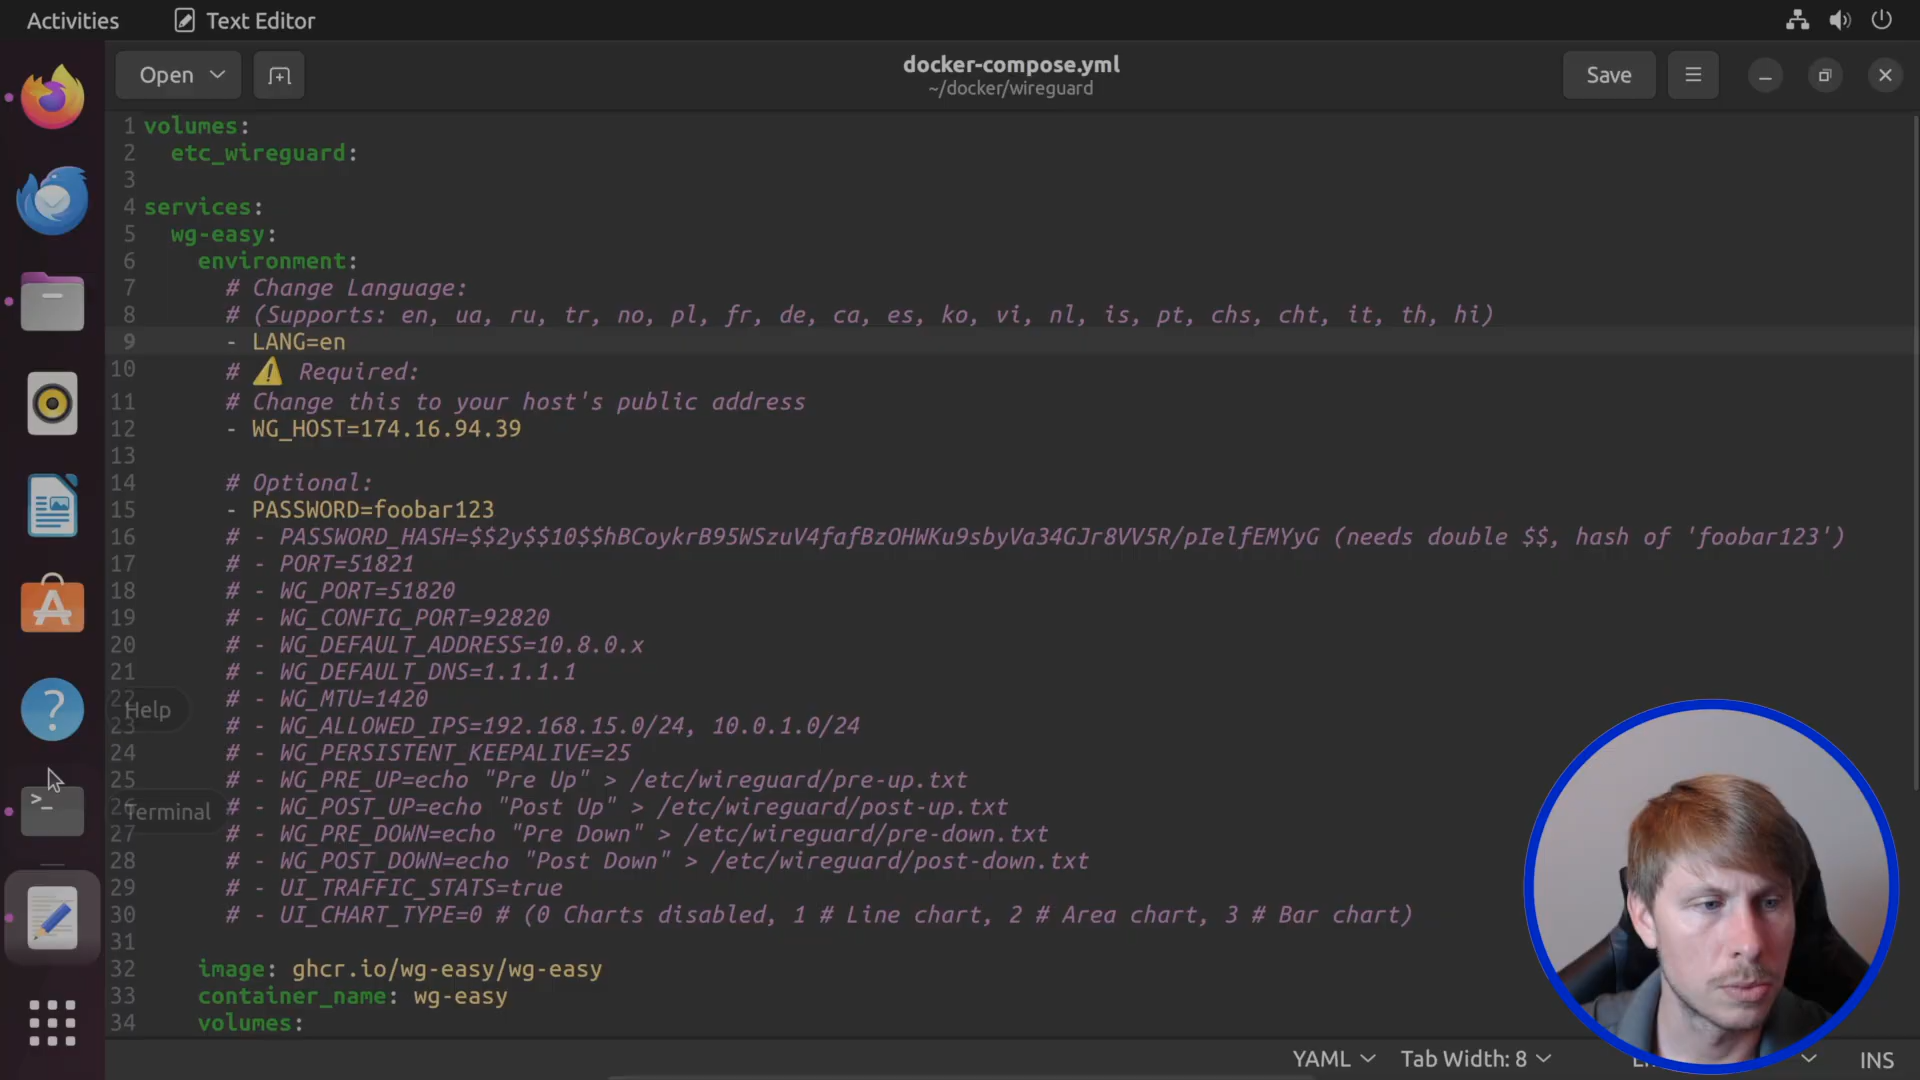 Activities
Text Editor
Open
docker-compose.yml
~/docker/wireguard
Save
1 volumes:
2 etc_wireguard:
3
4 services:
5 wg-easy:
6 environment:
7 # Change Language:
8 # (Supports: en, ua, ru, tr, no, pl, fr, de, ca, es, ko, vi, nl, is, pt, chs, cht, it, th, hi)
9 - LANG=en
10 # ⚠️ Required:
11 # Change this to your host's public address
12 - WG_HOST=174.16.94.39
13
14 # Optional:
15 - PASSWORD=foobar123
16 # - PASSWORD_HASH=$$2y$$10$$hBCoykrB95WSzuV4fafBzOHWKu9sbyVa34GJr8VV5R/pIelfEMYyG (needs double $$, hash of 'foobar123')
17 # - PORT=51821
18 # - WG_PORT=51820
19 # - WG_CONFIG_PORT=92820
20 # - WG_DEFAULT_ADDRESS=10.8.0.x
21 # - WG_DEFAULT_DNS=1.1.1.1
22 # - WG_MTU=1420
Help
23 # - WG_ALLOWED_IPS=192.168.15.0/24, 10.0.1.0/24
24 # - WG_PERSISTENT_KEEPALIVE=25
25 # - WG_PRE_UP=echo "Pre Up" > /etc/wireguard/pre-up.txt
26 # - WG_POST_UP=echo "Post Up" > /etc/wireguard/post-up.txt
Terminal
27 # - WG_PRE_DOWN=echo "Pre Down" > /etc/wireguard/pre-down.txt
28 # - WG_POST_DOWN=echo "Post Down" > /etc/wireguard/post-down.txt
29 # - UI_TRAFFIC_STATS=true
30 # - UI_CHART_TYPE=0 # (0 Charts disabled, 1 # Line chart, 2 # Area chart, 3 # Bar chart)
31
32 image: ghcr.io/wg-easy/wg-easy
33 container_name: wg-easy
34 volumes:
YAML
Tab Width: 8
INS